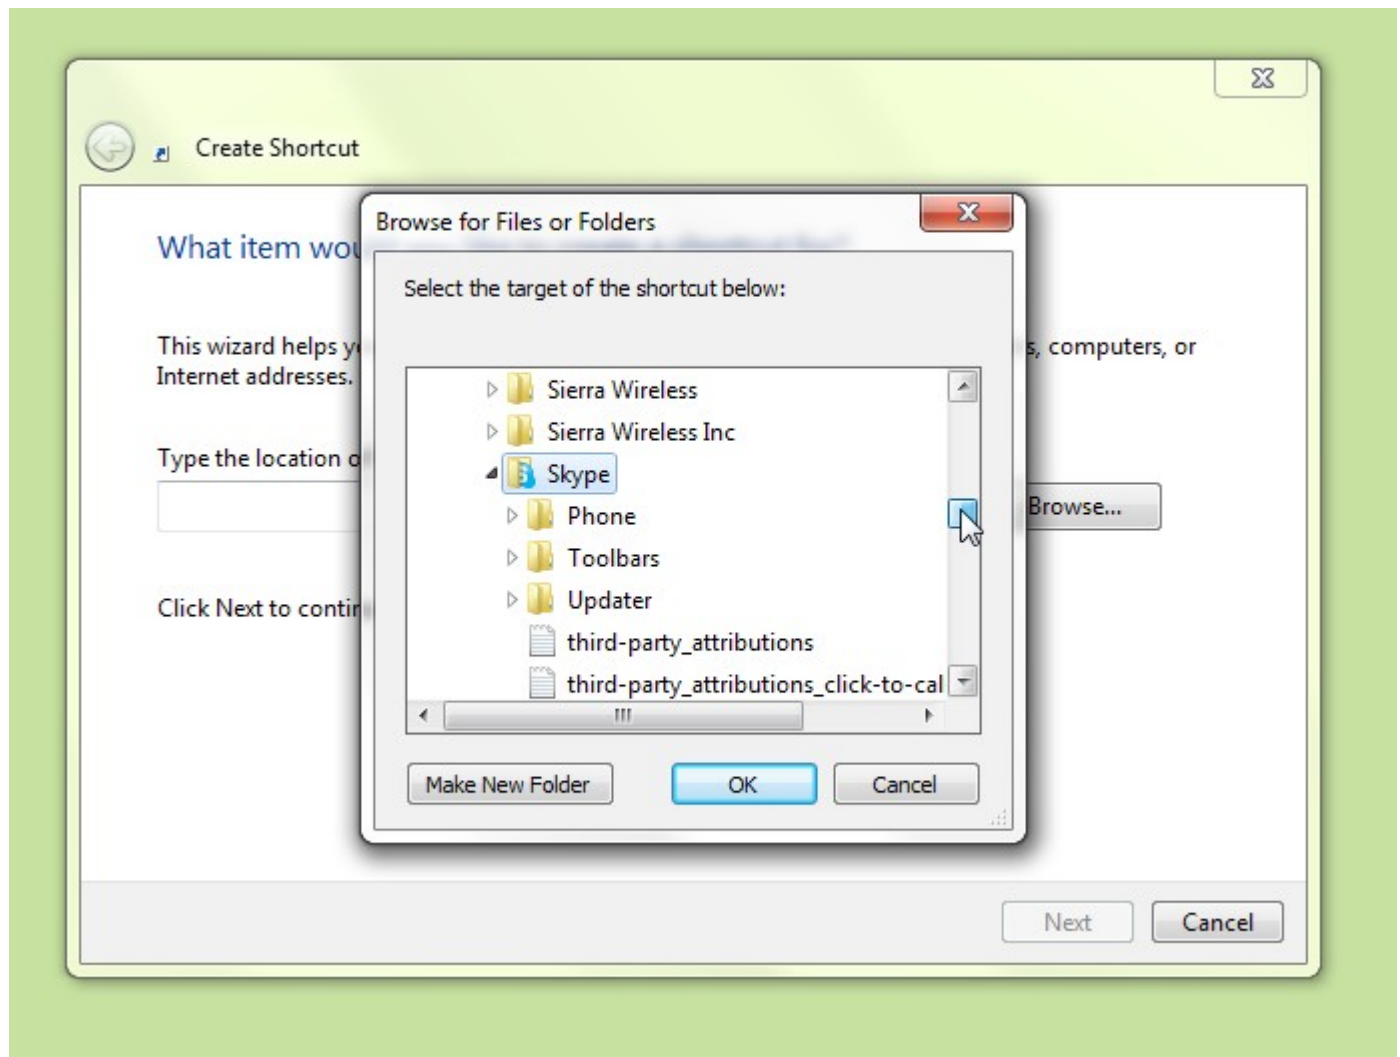 Create Shortcut
Browse for Files or Folders
What item wou
Select the target of the shortcut below:
This wizard helps y
s, computers, or
Internet addresses.
Sierra Wireless
Sierra Wireless Inc
Type the location o
Skype
Phone
Browse...
Toolbars
Click Next to contin
Updater
third-party_attributions
third-party_attributions_click-to-cal
Make New Folder
OK
Cancel
Next
Cancel